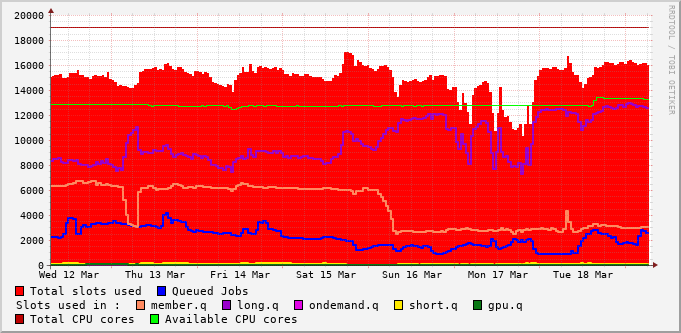 20000
18000
16000
14000
12000
10000
8000
6000
4000
2000
0
Wed 12 Mar Thu 13 Mar Fri 14 Mar Sat 15 Mar Sun 16 Mar Mon 17 Mar Tue 18 Mar
Total slots used Queued Jobs
Slots used in : member.q long.q ondemand.q short.q gpu.q
Total CPU cores Available CPU cores
RRDTOOL / TOBI OETIKER